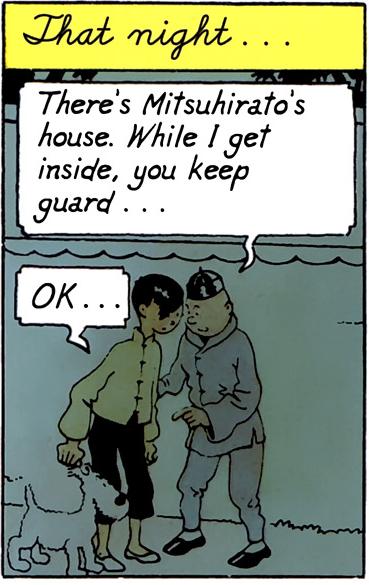 That night . . .
There's Mitsuhirato's
house. While I get
inside, you keep
guard . . .
OK . . .